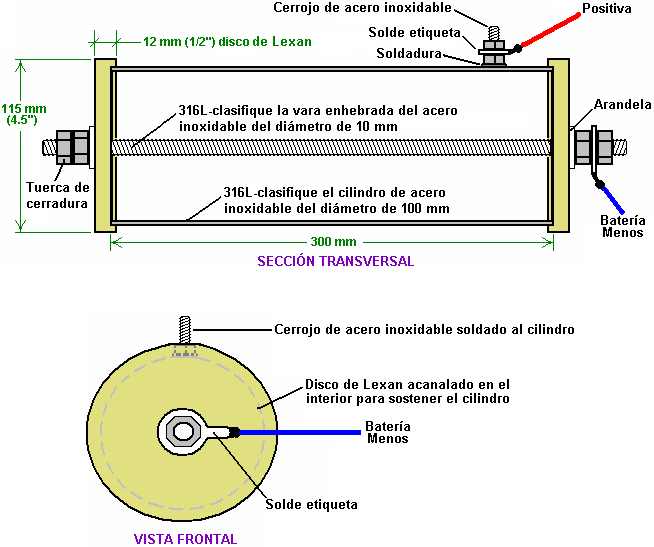 Cerrojo de acero inoxidable
Positiva
Solde etiqueta
12 mm (1/2") disco de Lexan
Soldadura
115 mm
(4.5")
316L-clasifique la vara enhebrada del acero
inoxidable del diámetro de 10 mm
Arandela
Tuerca de
cerradura
316L-clasifique el cilindro de acero
inoxidable del diámetro de 100 mm
Batería
Menos
300 mm
SECCIÓN TRANSVERSAL
Cerrojo de acero inoxidable soldado al cilindro
Disco de Lexan acanalado en el
interior para sostener el cilindro
Batería
Menos
Solde etiqueta
VISTA FRONTAL